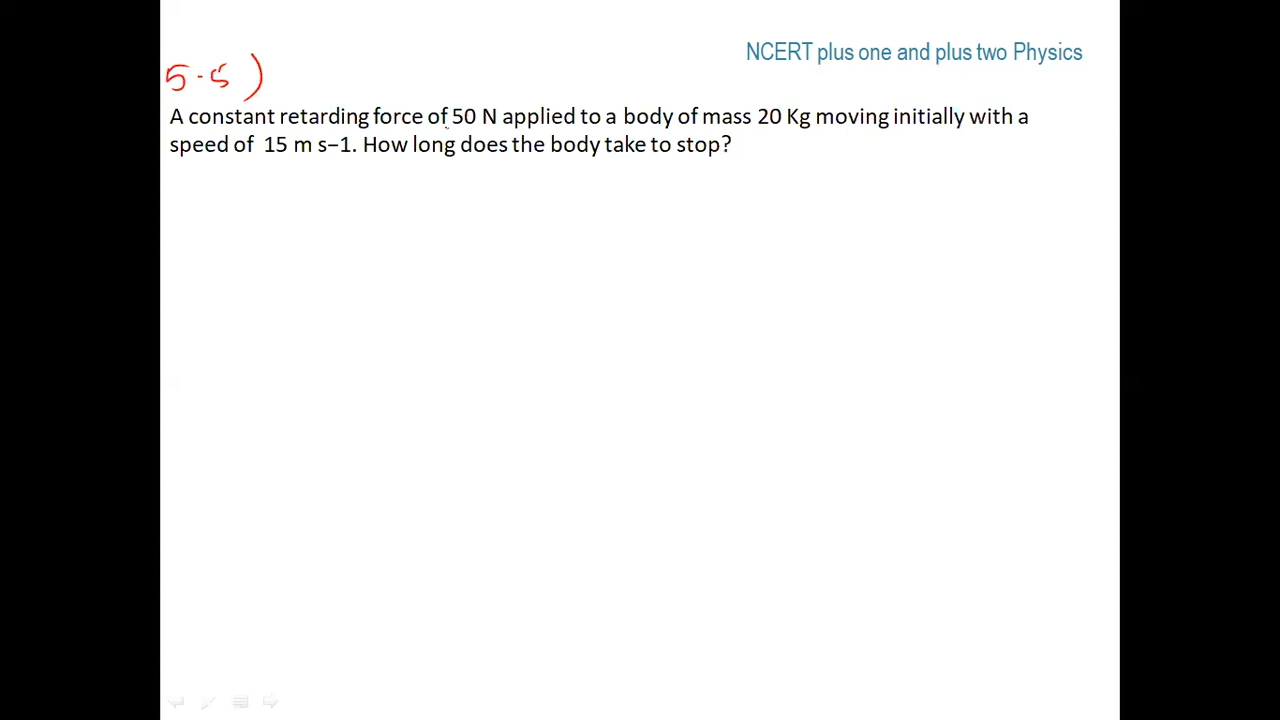 NCERT plus one and plus two Physics
5.5)
A constant retarding force of 50 N applied to a body of mass 20 Kg moving initially with a
speed of 15 m s−1. How long does the body take to stop?